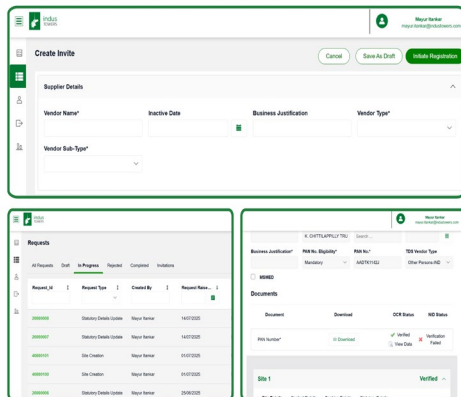 indus
TOWERS
Mayur Itankar
mayur.itankar@industowers.com
Create Invite
Cancel
Save As Draft
Initiate Registration
Supplier Details
Vendor Name*
Inactive Date
Business Justification
Vendor Type*
Vendor Sub-Type*
indus
TOWERS
Requests
All Requests
Draft
In Progress
Rejected
Completed
Invitations
Request_Id
Request Type
Created By
Request Raise...
Statutory Details Update
Mayur Itankar
14/07/2025
Statutory Details Update
Mayur Itankar
14/07/2025
Site Creation
Mayur Itankar
01/07/2025
Site Creation
Mayur Itankar
01/07/2025
Statutory Details Update
Mayur Itankar
25/06/2025
Mayur Itankar
mayur.itankar@industowers.com
K. CHITTILAPPILLY TRU
Search...
Business Justification*
PAN No. Eligibility*
PAN No.*
TDS Vendor Type
Mandatory
Other Persons-IND
MSMED
Documents
Document
Download
OCR Status
NID Status
PAN Number*
Download
Verified
View Data
Verification
Failed
Site 1
Verified